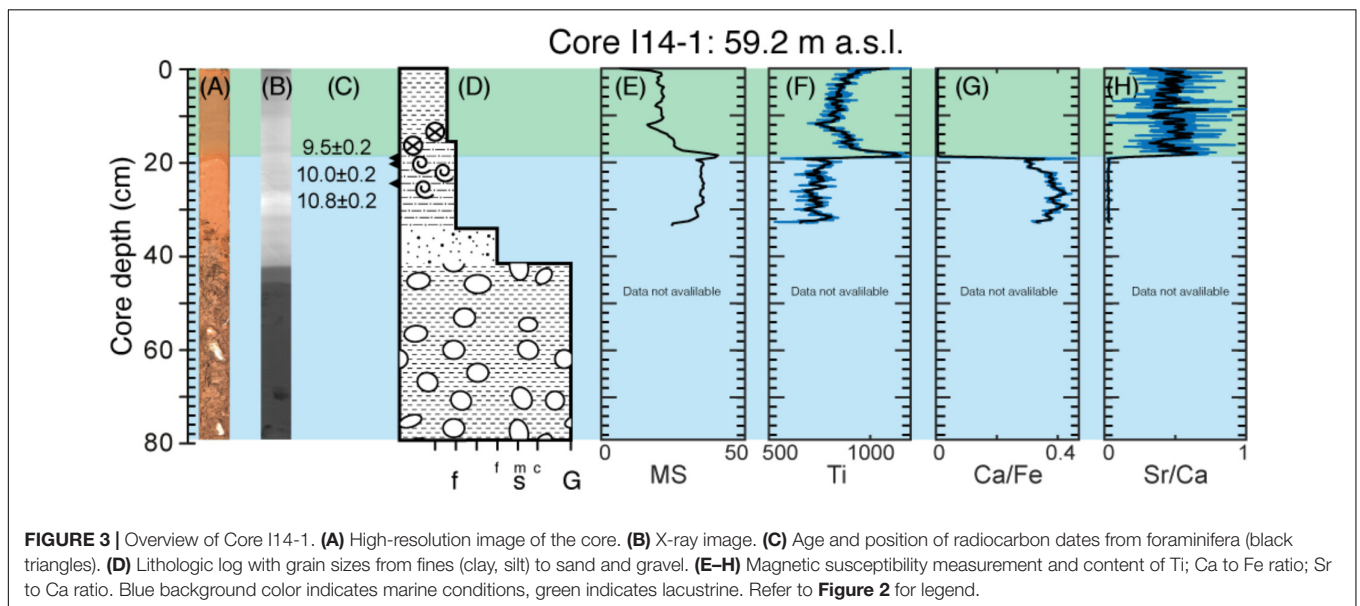 Core I14-1: 59.2 m a.s.l.
0
20
40
60
80
Core depth (cm)
(A)
(B)
(C)
(D)
(E)
(F)
(G)
(H)
9.5±0.2
10.0±0.2
10.8±0.2
Data not avalilable
Data not avalilable
Data not avalilable
Data not avalilable
f
f
m
S
c
G
0
50
MS
500
1000
Ti
0
0.4
Ca/Fe
0
1
Sr/Ca
FIGURE 3 | Overview of Core I14-1. (A) High-resolution image of the core. (B) X-ray image. (C) Age and position of radiocarbon dates from foraminifera (black
triangles). (D) Lithologic log with grain sizes from fines (clay, silt) to sand and gravel. (E–H) Magnetic susceptibility measurement and content of Ti; Ca to Fe ratio; Sr
to Ca ratio. Blue background color indicates marine conditions, green indicates lacustrine. Refer to Figure 2 for legend.